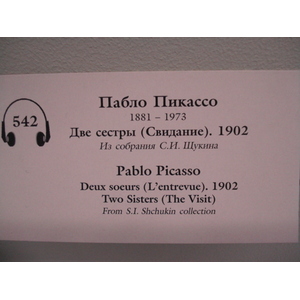 542
Пабло Пикассо
1881 – 1973
Две сестры (Свидание). 1902
Из собрания С.И. Щукина
Pablo Picasso
Deux soeurs (L'entrevue). 1902
Two Sisters (The Visit)
From S.I. Shchukin collection